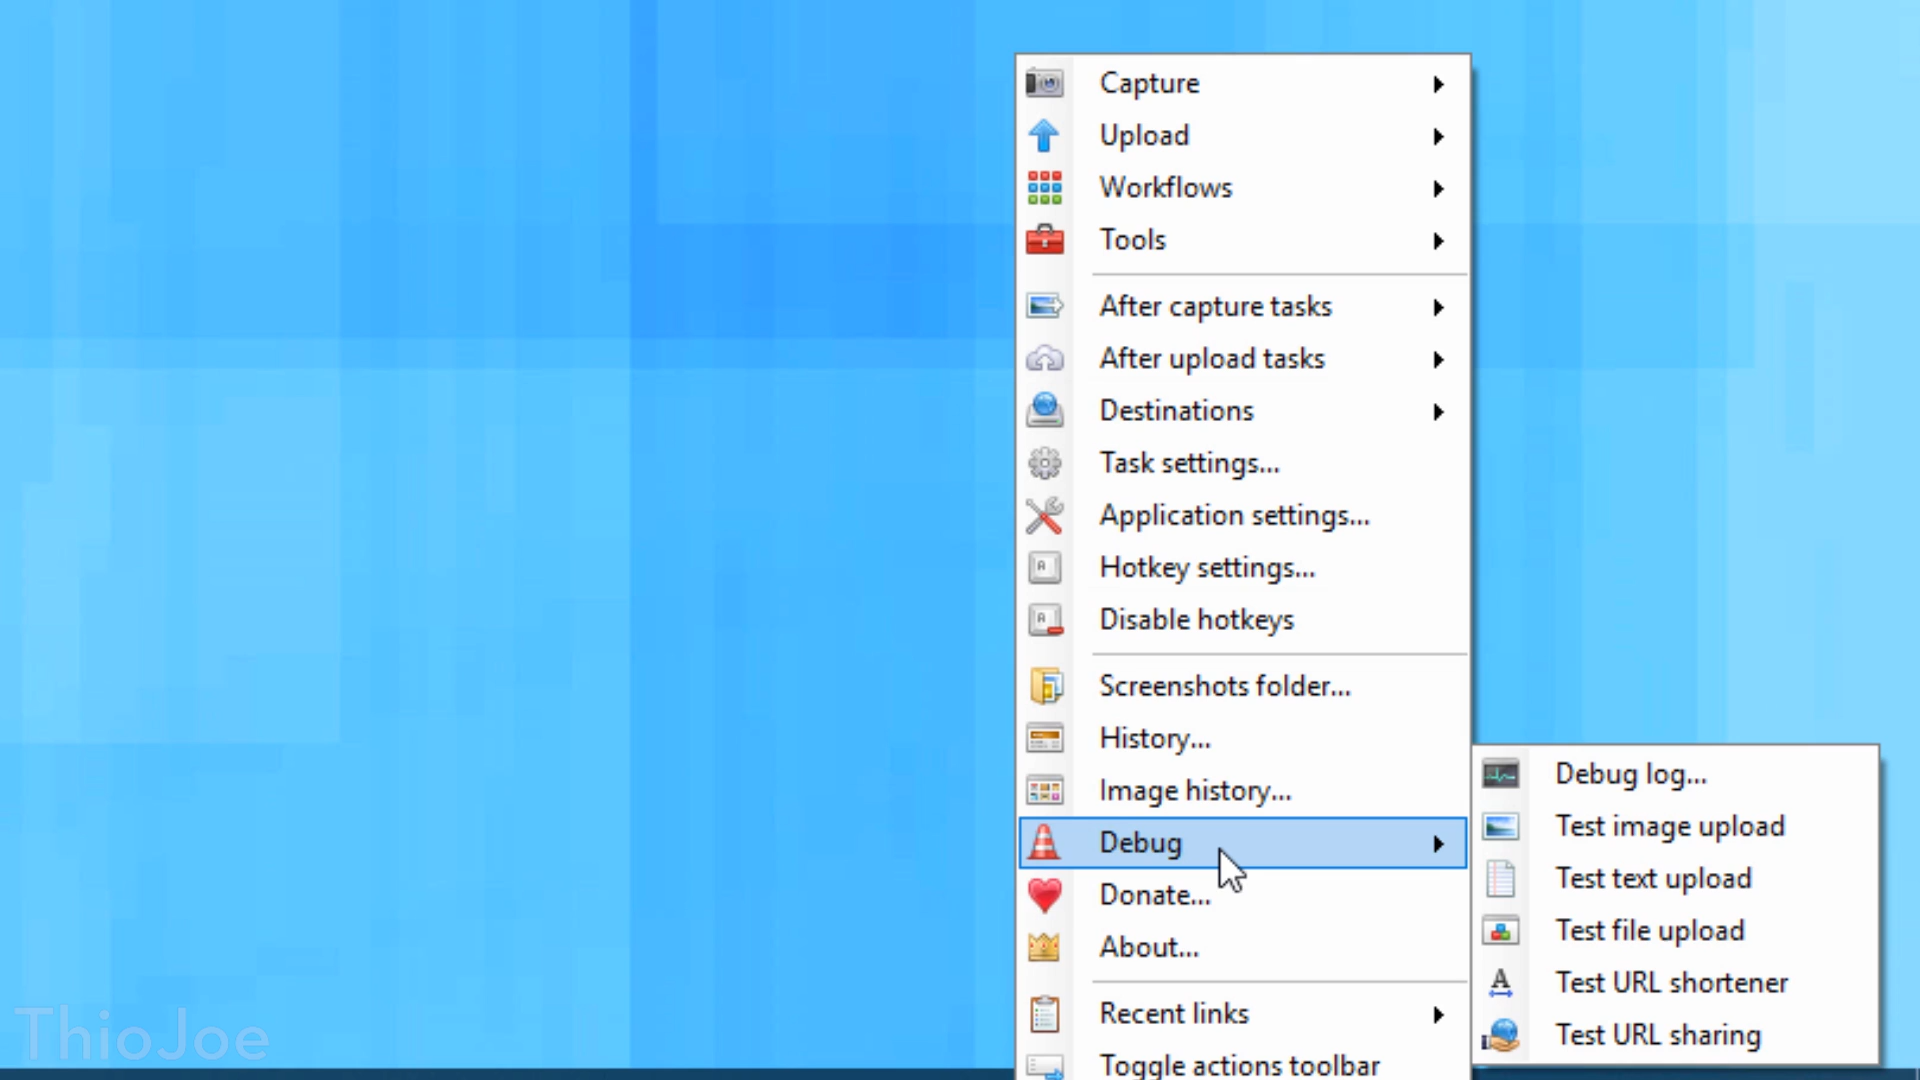 Capture
Upload
Workflows
Tools
After capture tasks
After upload tasks
Destinations
Task settings...
Application settings...
Hotkey settings...
Disable hotkeys
Screenshots folder...
History...
Image history...
Debug
Donate...
About...
Recent links
Toggle actions toolbar
Debug log...
Test image upload
Test text upload
Test file upload
Test URL shortener
Test URL sharing
ThioJoe